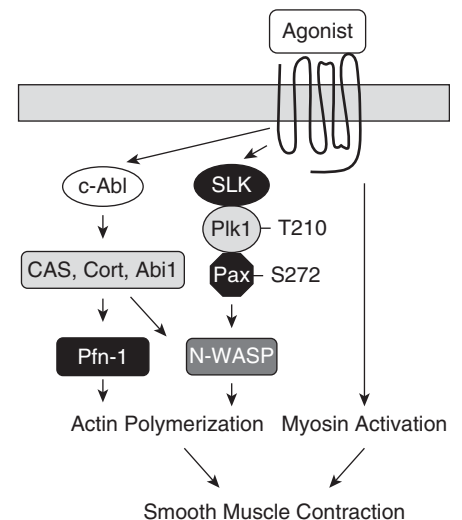 Agonist
c-Abl
SLK
Plk1
T210
CAS, Cort, Abi1
Pax
S272
Pfn-1
N-WASP
Actin Polymerization
Myosin Activation
Smooth Muscle Contraction